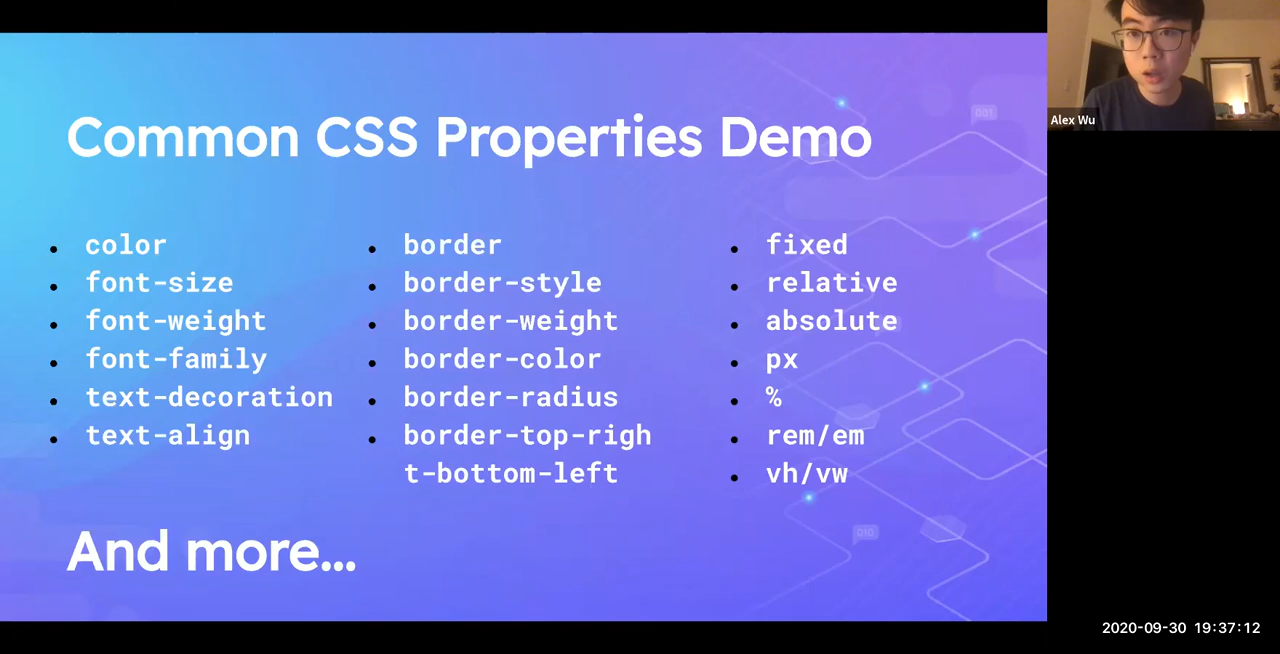 Common CSS Properties Demo
color
font-size
font-weight
font-family
text-decoration
text-align
border
border-style
border-weight
border-color
border-radius
border-top-righ
t-bottom-left
fixed
relative
absolute
px
%
rem/em
vh/vw
And more...
001
010
Alex Wu
2020-09-30 19:37:12